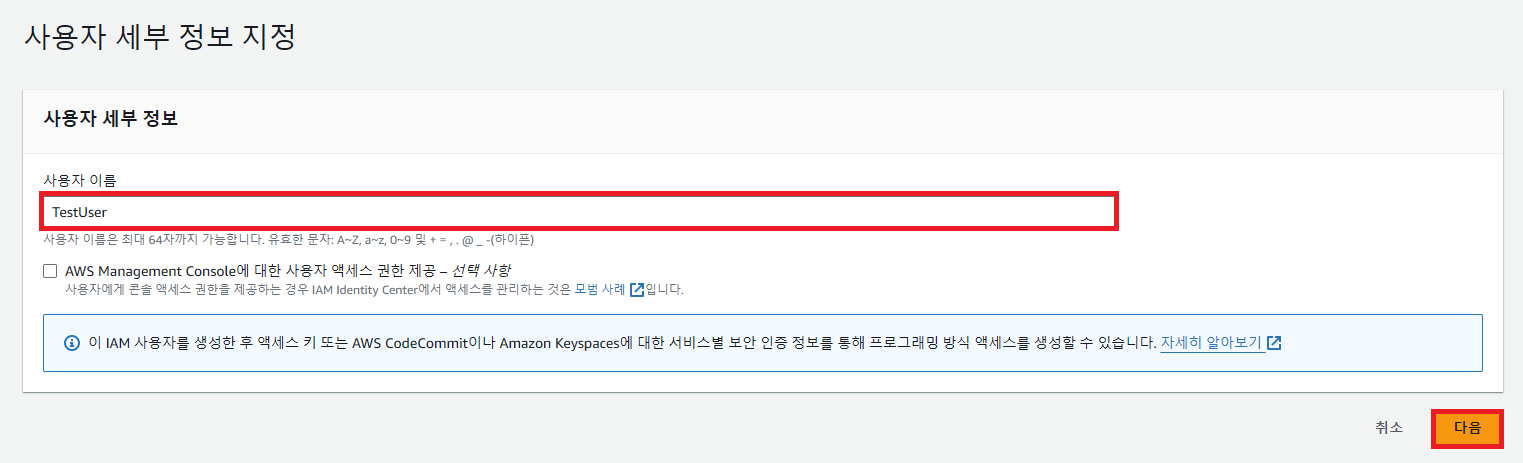 사용자 세부 정보 지정
사용자 세부 정보
사용자 이름
TestUser
사용자 이름은 최대 64자까지 가능합니다. 유효한 문자: A~Z, a~z, 0~9 및 + = , . @ _ -(하이픈)
AWS Management Console에 대한 사용자 액세스 권한 제공 – 선택 사항
사용자에게 콘솔 액세스 권한을 제공하는 경우 IAM Identity Center에서 액세스를 관리하는 것은 모범 사례 입니다.
이 IAM 사용자를 생성한 후 액세스 키 또는 AWS CodeCommit이나 Amazon Keyspaces에 대한 서비스별 보안 인증 정보를 통해 프로그래밍 방식 액세스를 생성할 수 있습니다. 자세히 알아보기
취소 다음